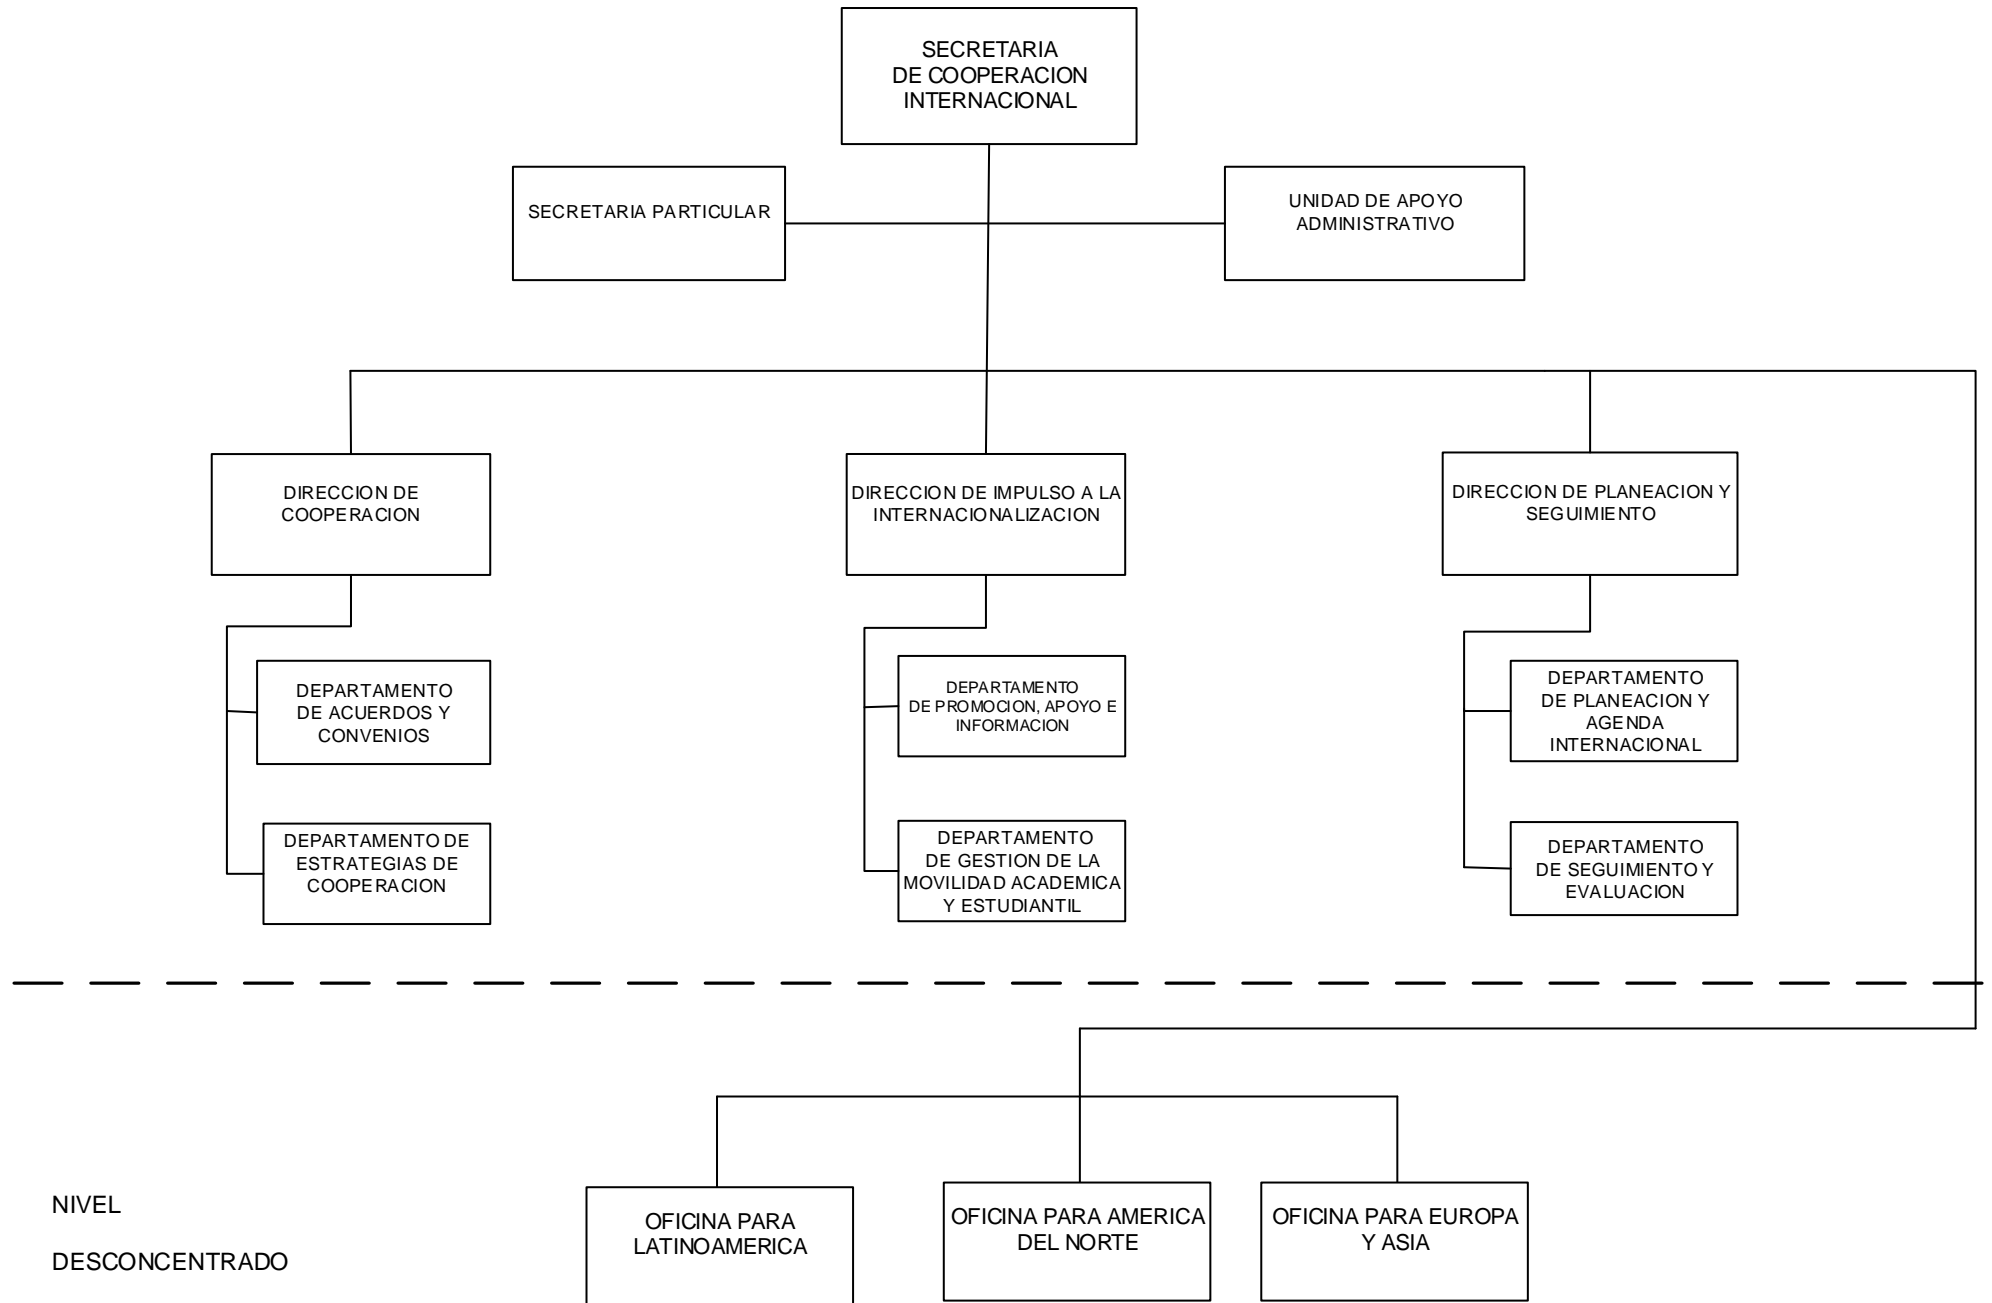 SECRETARIA
DE COOPERACION
INTERNACIONAL
SECRETARIA PARTICULAR
UNIDAD DE APOYO
ADMINISTRATIVO
DIRECCION DE
COOPERACION
DIRECCION DE IMPULSO A LA
INTERNACIONALIZACION
DIRECCION DE PLANEACION Y
SEGUIMIENTO
DEPARTAMENTO
DE ACUERDOS Y
CONVENIOS
DEPARTAMENTO
DE PROMOCION, APOYO E
INFORMACION
DEPARTAMENTO
DE PLANEACION Y
AGENDA
INTERNACIONAL
DEPARTAMENTO DE
ESTRATEGIAS DE
COOPERACION
DEPARTAMENTO
DE GESTION DE LA
MOVILIDAD ACADEMICA
Y ESTUDIANTIL
DEPARTAMENTO
DE SEGUIMIENTO Y
EVALUACION
NIVEL
DESCONCENTRADO
OFICINA PARA
LATINOAMERICA
OFICINA PARA AMERICA
DEL NORTE
OFICINA PARA EUROPA
Y ASIA